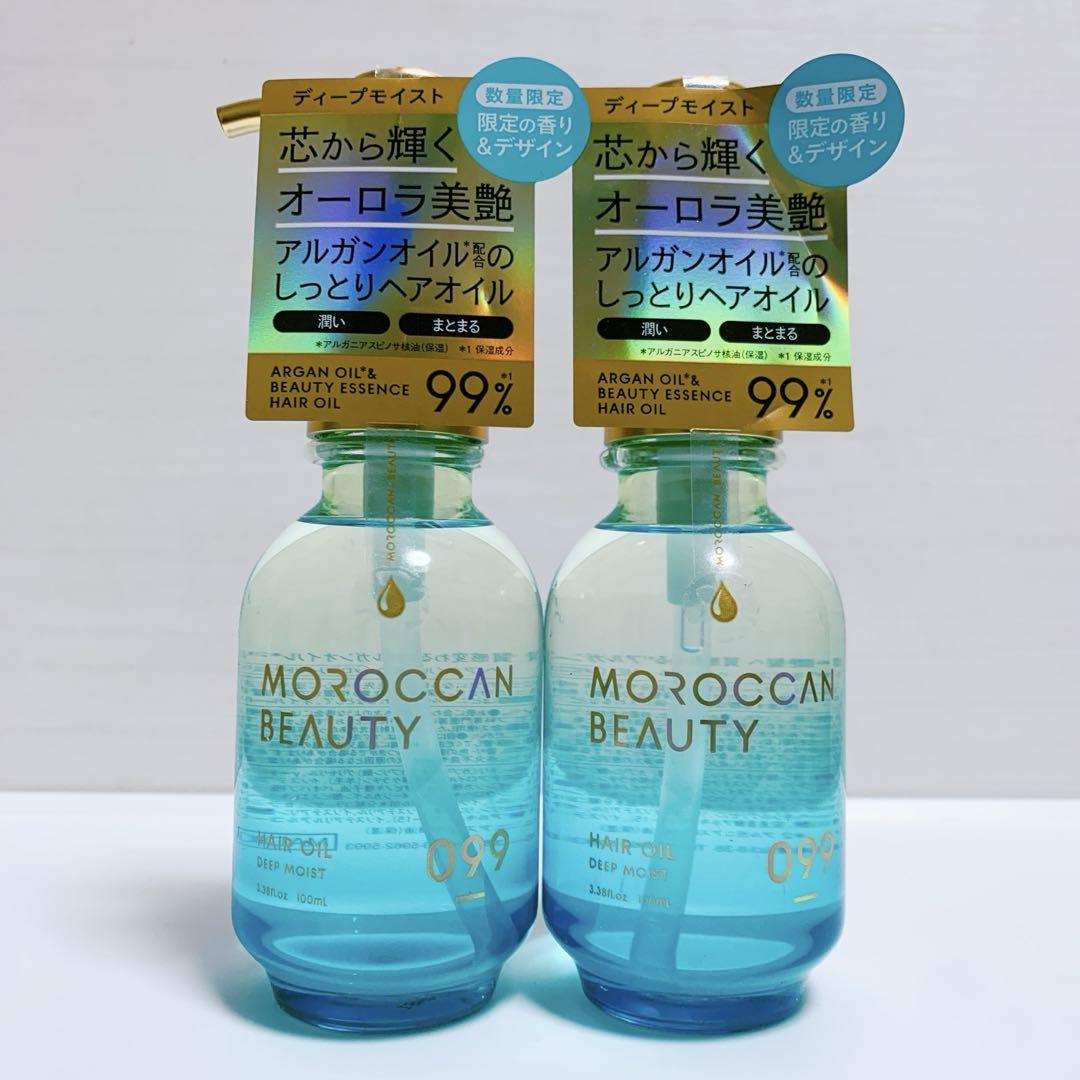 ディープモイスト
数量限定
限定の香り
&デザイン
芯から輝く
オーロラ美艶
アルガンオイル*配合の
しっとりヘアオイル
潤い まとまる
*アルガニアスピノサ核油(保湿) *1 保湿成分
ARGAN OIL*&
BEAUTY ESSENCE
HAIR OIL
99%*1
MOROCCAN BEAUTY
MOROCCAN
BEAUTY
HAIR OIL
DEEP MOIST
099
3.38fl.oz 100mL
ディープモイスト
数量限定
限定の香り
&デザイン
芯から輝く
オーロラ美艶
アルガンオイル*配合の
しっとりヘアオイル
潤い まとまる
*アルガニアスピノサ核油(保湿) *1 保湿成分
ARGAN OIL*&
BEAUTY ESSENCE
HAIR OIL
99%*1
MOROCCAN BEAUTY
MOROCCAN
BEAUTY
HAIR OIL
DEEP MOIST
099
3.38fl.oz 100mL